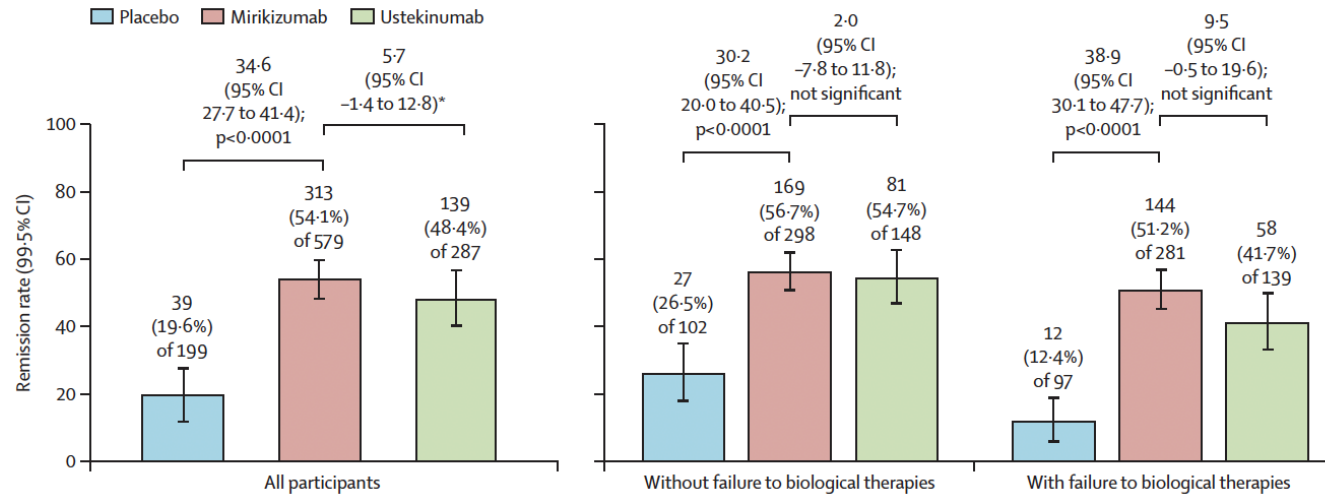 Placebo Mirikizumab Ustekinumab
34·6
(95% CI
27·7 to 41·4);
p<0·0001
5·7
(95% CI
–1·4 to 12·8)*
30·2
(95% CI
20·0 to 40·5);
p<0·0001
2·0
(95% CI
–7·8 to 11·8);
not significant
38·9
(95% CI
30·1 to 47·7);
p<0·0001
9·5
(95% CI
–0·5 to 19·6);
not significant
Remission rate (99·5% CI)
100
80
60
40
20
0
39
(19·6%)
of 199
313
(54·1%)
of 579
139
(48·4%)
of 287
27
(26·5%)
of 102
169
(56·7%)
of 298
81
(54·7%)
of 148
12
(12·4%)
of 97
144
(51·2%)
of 281
58
(41·7%)
of 139
All participants
Without failure to biological therapies
With failure to biological therapies